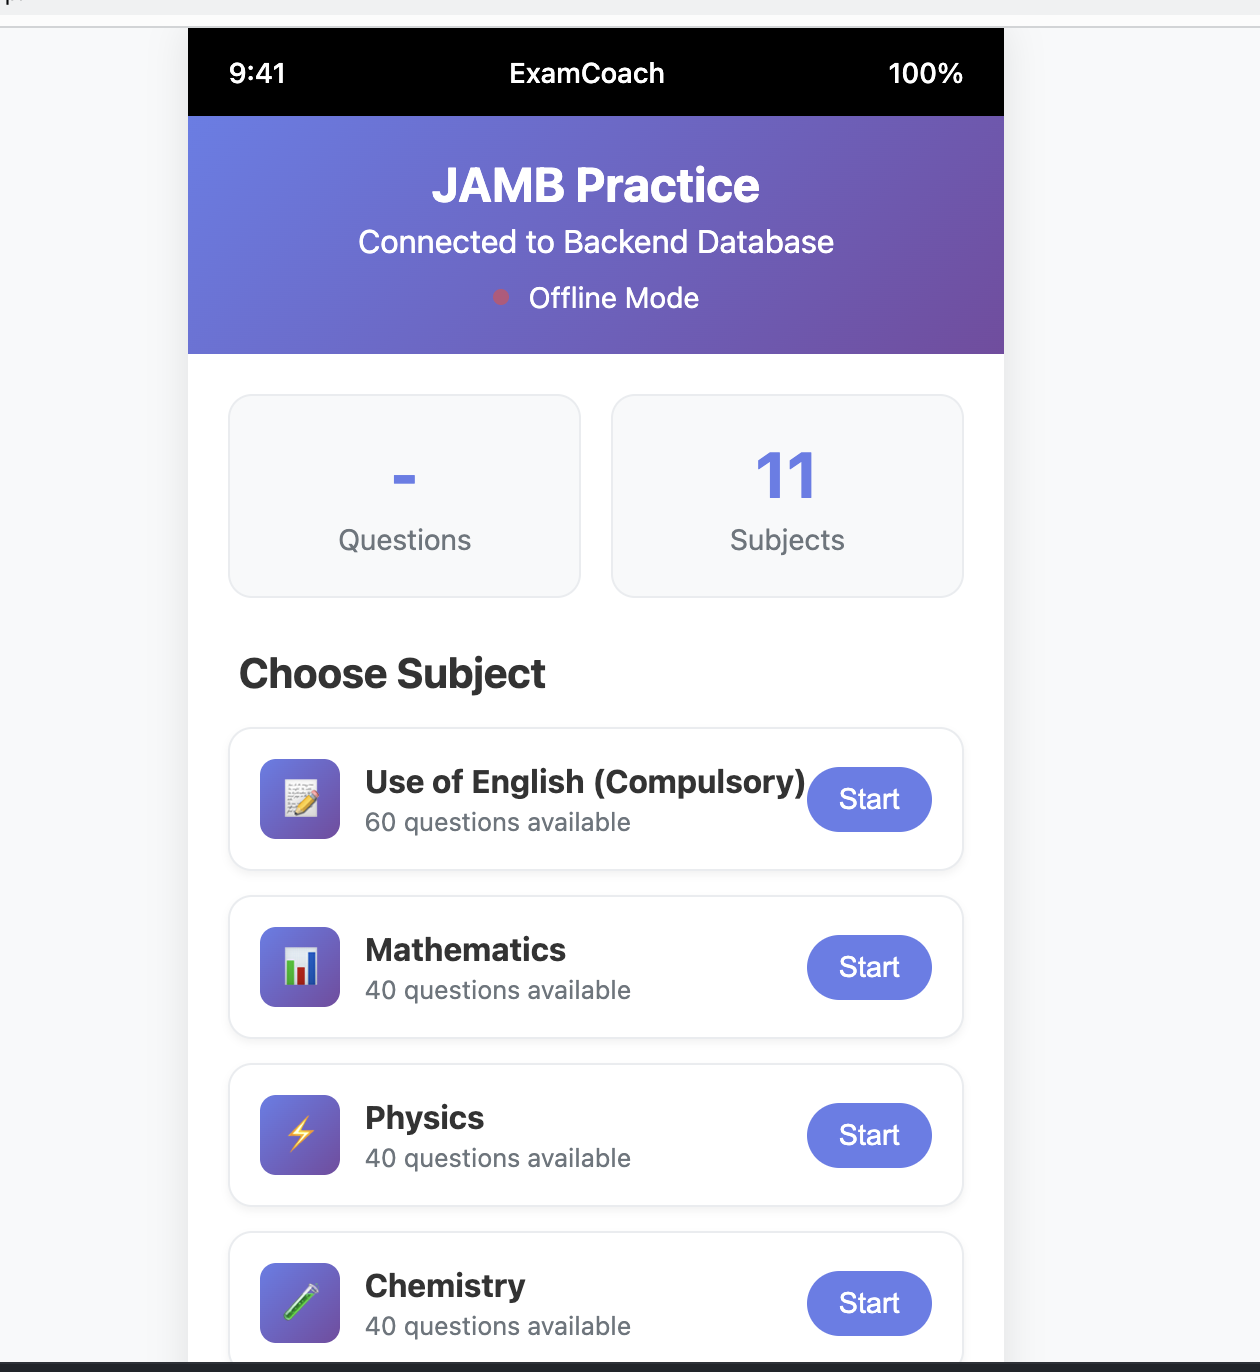 9:41 ExamCoach 100%
JAMB Practice
Connected to Backend Database
Offline Mode
- 11
Questions Subjects
Choose Subject
Use of English (Compulsory) Start
60 questions available
Mathematics Start
40 questions available
Physics Start
40 questions available
Chemistry Start
40 questions available